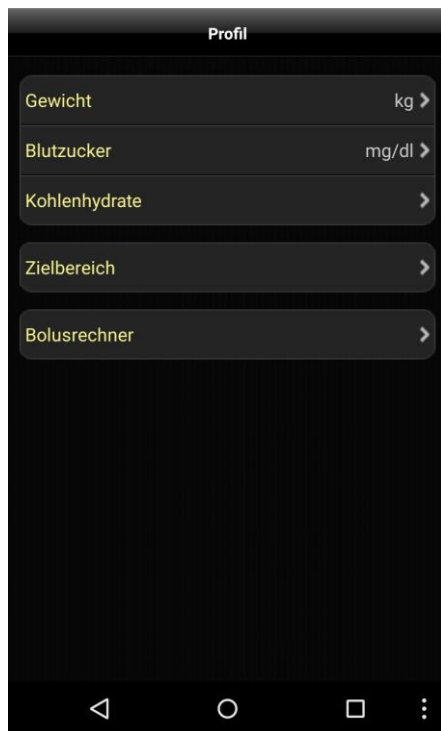 Profil
Gewicht kg
Blutzucker mg/dl
Kohlenhydrate
Zielbereich
Bolusrechner